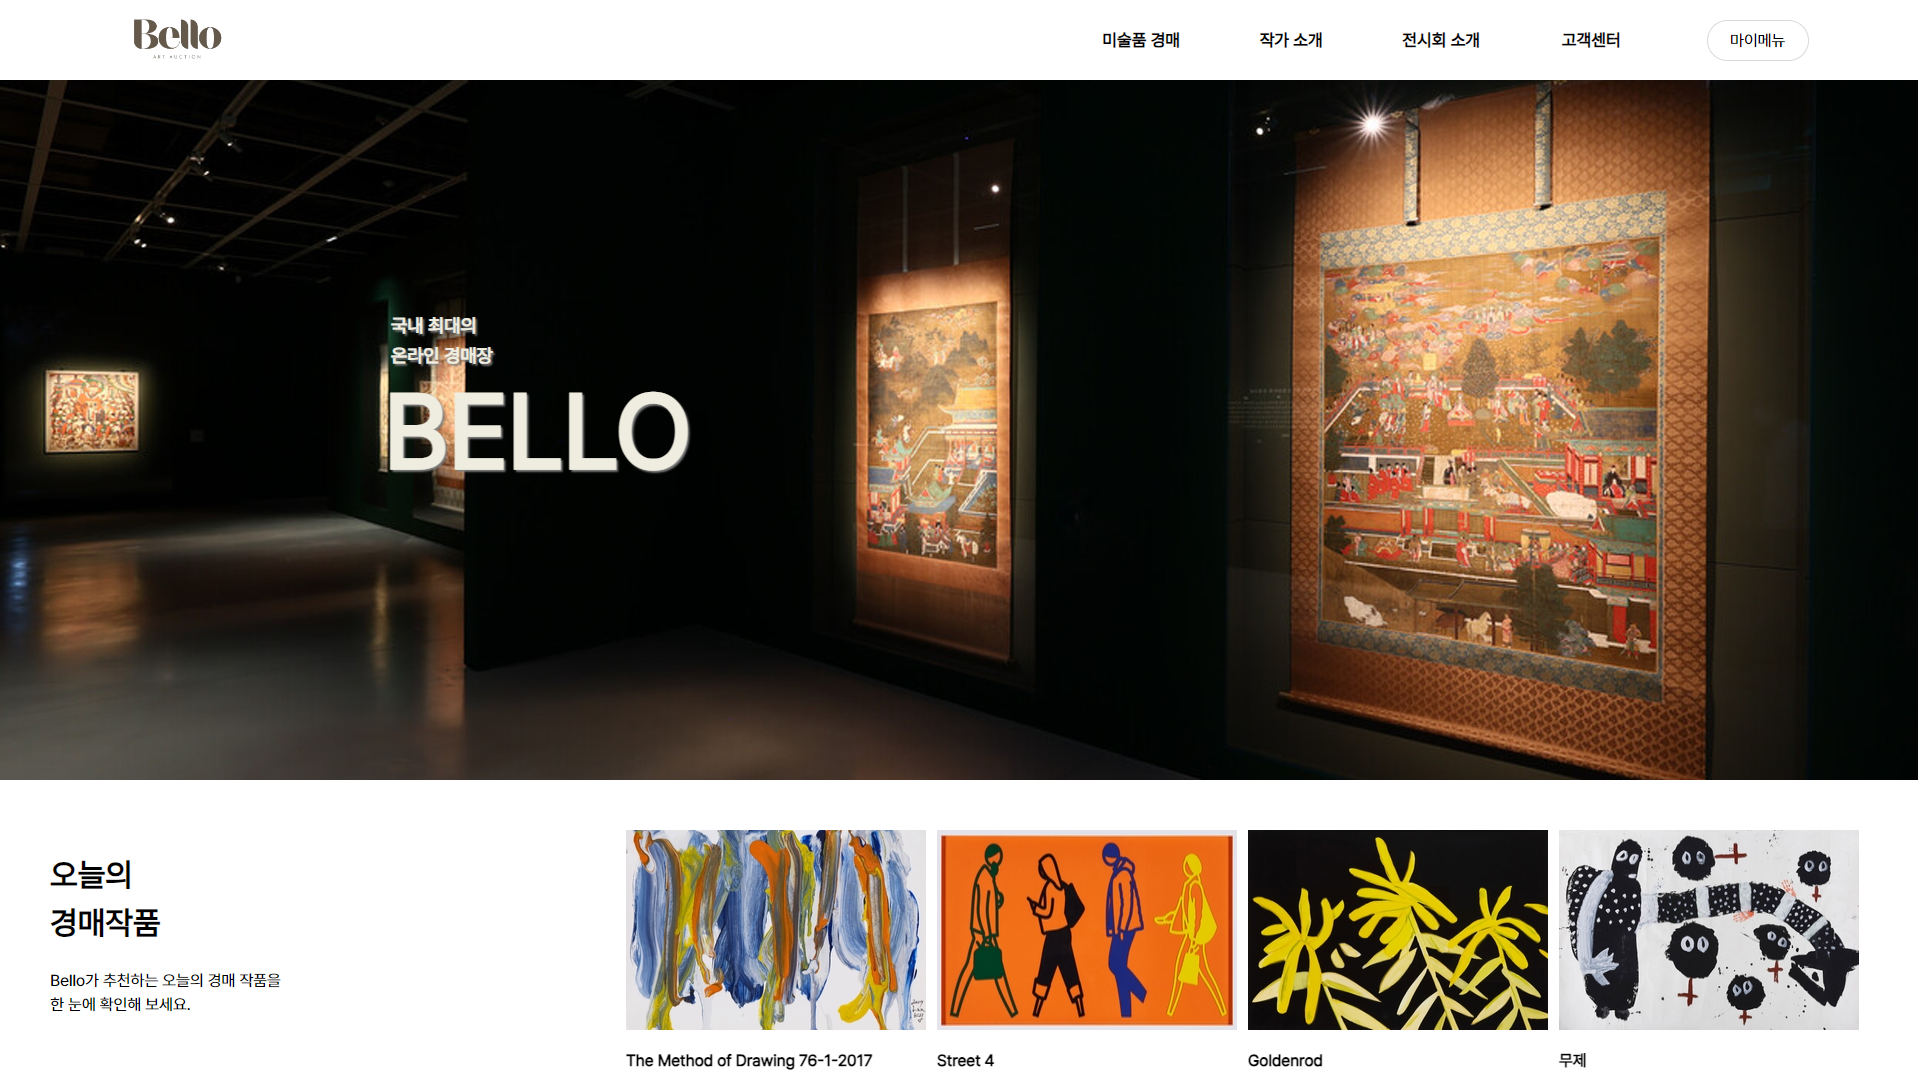 Bello
ART AUCTION
미술품 경매
작가 소개
전시회 소개
고객센터
마이메뉴
국내 최대의
온라인 경매장
BELLO
오늘의
경매작품
Bello가 추천하는 오늘의 경매 작품을
한 눈에 확인해 보세요.
The Method of Drawing 76-1-2017
Street 4
Goldenrod
무제